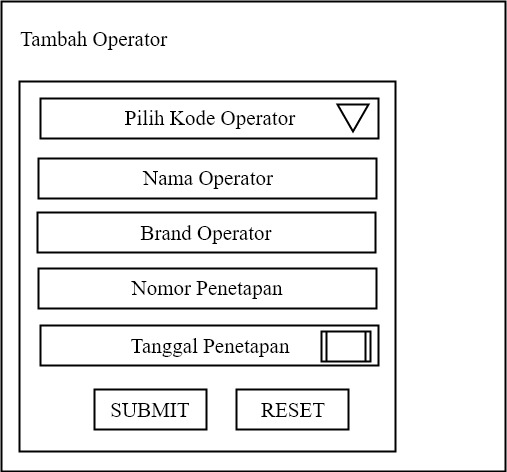 Tambah Operator
Pilih Kode Operator
Nama Operator
Brand Operator
Nomor Penetapan
Tanggal Penetapan
SUBMIT RESET